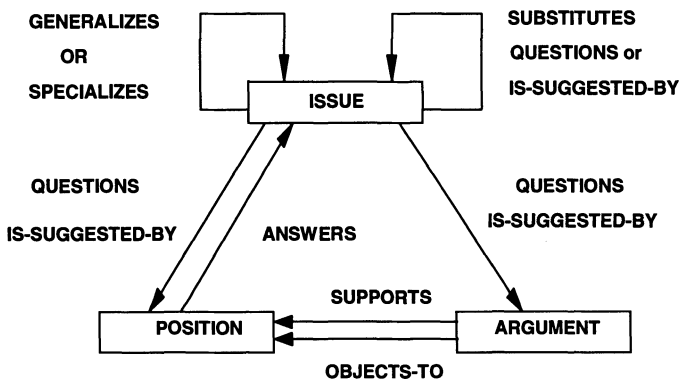 GENERALIZES
OR
SPECIALIZES
SUBSTITUTES
QUESTIONS or
IS-SUGGESTED-BY
ISSUE
QUESTIONS
IS-SUGGESTED-BY
ANSWERS
QUESTIONS
IS-SUGGESTED-BY
SUPPORTS
POSITION
ARGUMENT
OBJECTS-TO